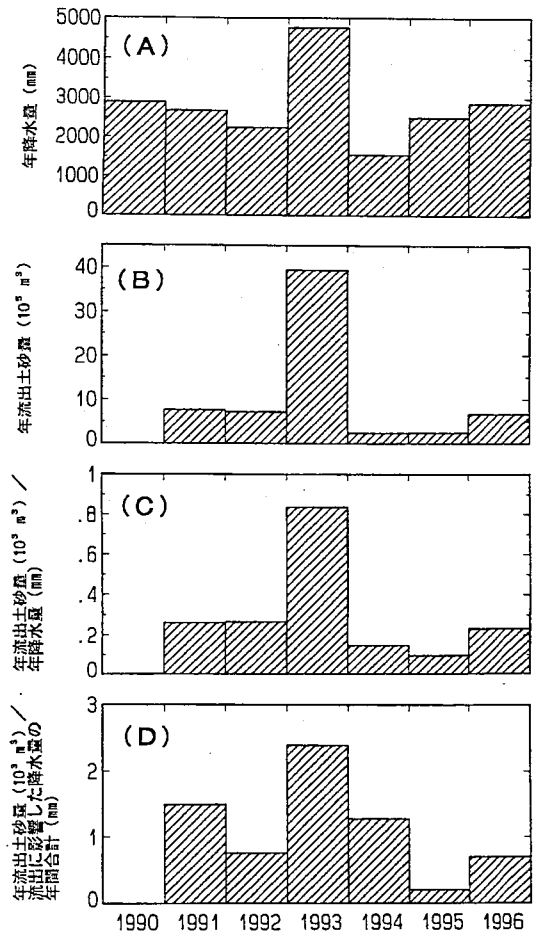 (A)
年降水量 (mm)
5000
4000
3000
2000
1000
0
(B)
年流出土砂量 (10⁵ m³)
40
30
20
10
0
(C)
年流出土砂量 (10³ m³) /
年降水量 (mm)
1
.8
.6
.4
.2
0
(D)
年流出土砂量 (10³ m³) /
流出に影響した降水量の
年間合計 (mm)
3
2
1
0
1990 1991 1992 1993 1994 1995 1996